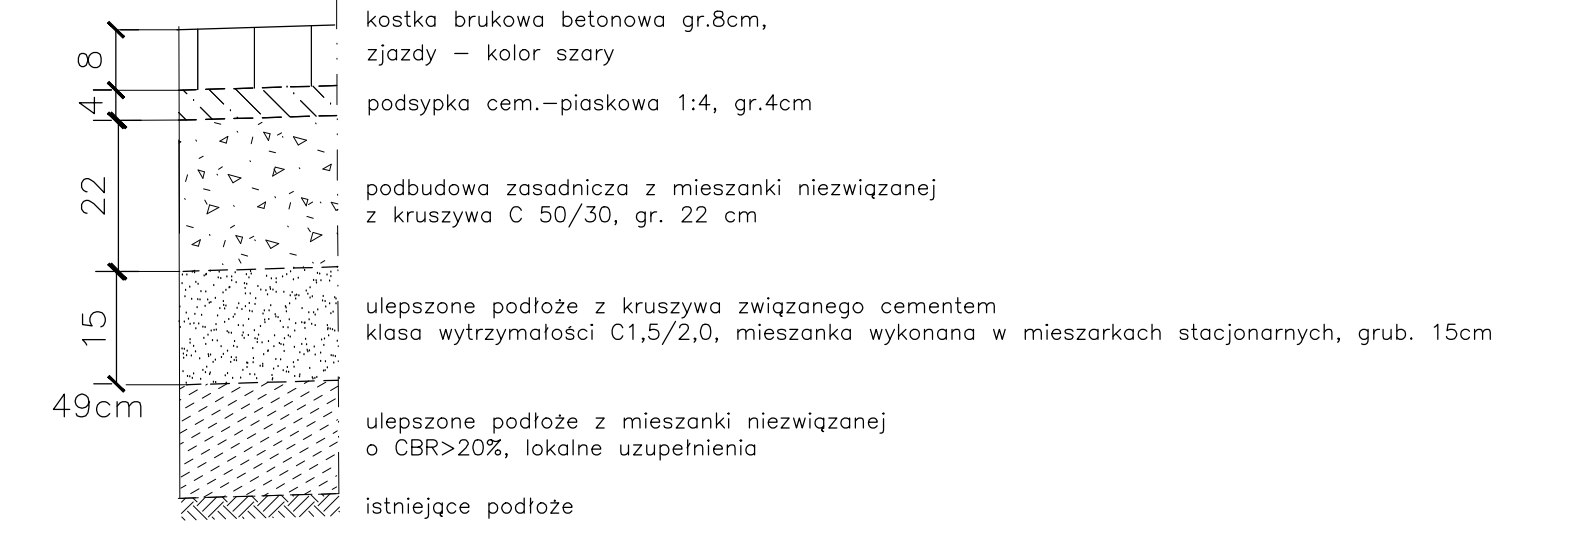 kostka brukowa betonowa gr.8cm,
zjazdy – kolor szary
8
podsypka cem.–piaskowa 1:4, gr.4cm
4
podbudowa zasadnicza z mieszanki niezwiązanej
z kruszywa C 50/30, gr. 22 cm
22
ulepszone podłoże z kruszywa związanego cementem
klasa wytrzymałości C1,5/2,0, mieszanka wykonana w mieszarkach stacjonarnych, grub. 15cm
15
49cm
ulepszone podłoże z mieszanki niezwiązanej
o CBR>20%, lokalne uzupełnienia
istniejące podłoże